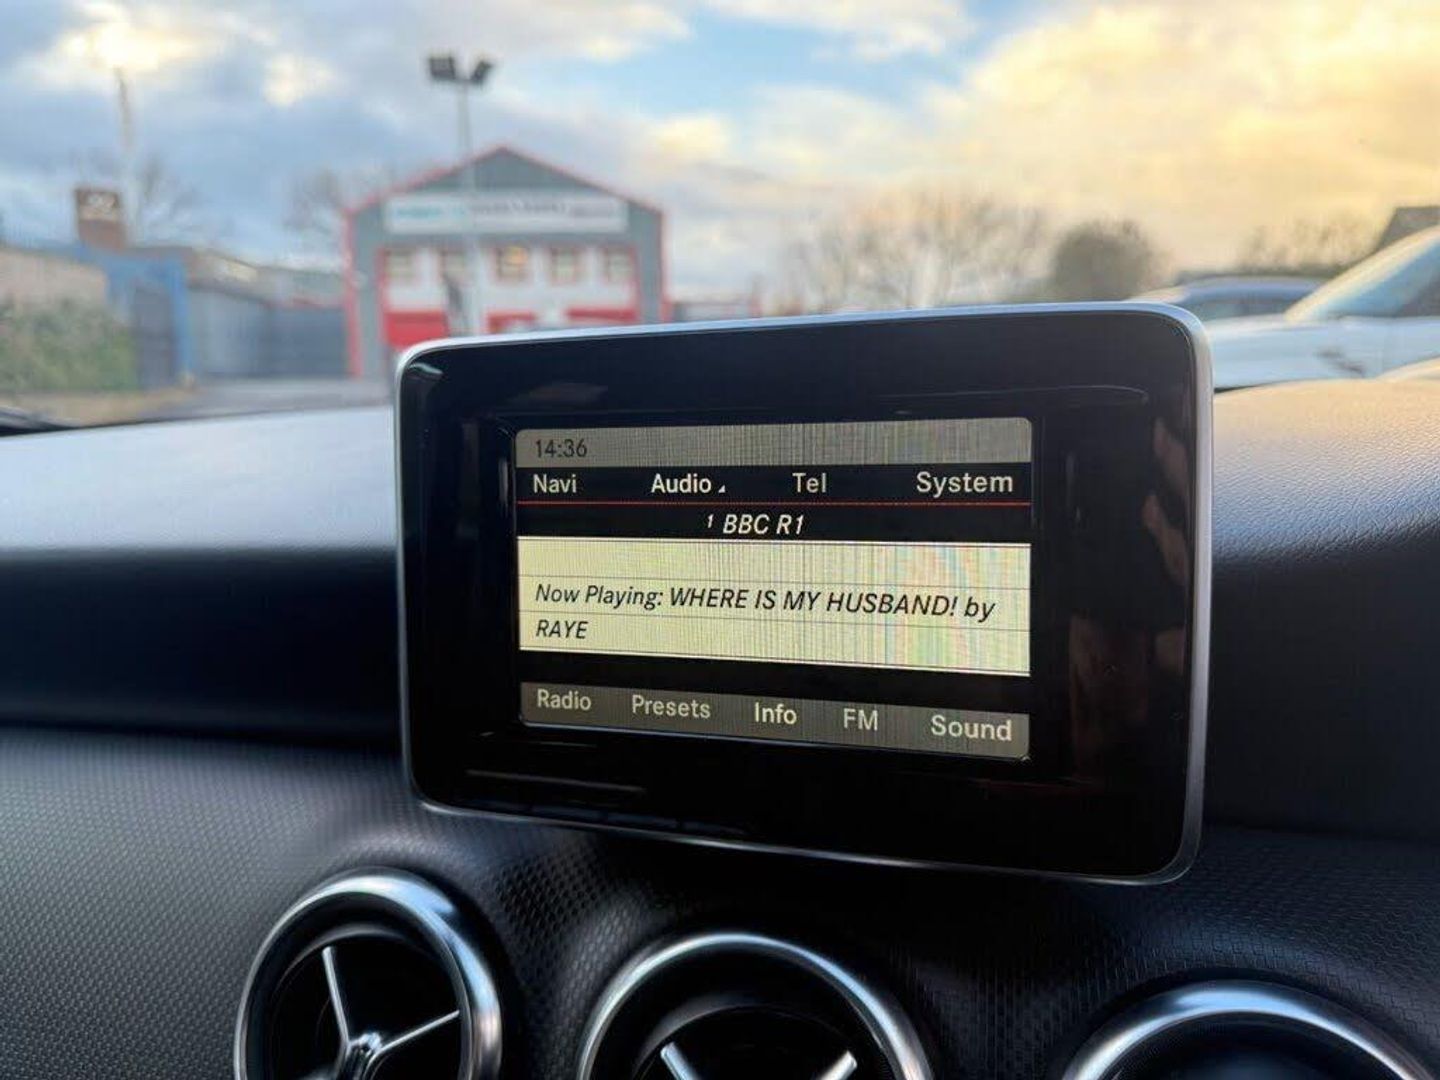 14:36
Navi Audio Tel System
1 BBC R1
Now Playing: WHERE IS MY HUSBAND! by
RAYE
Radio Presets Info FM Sound